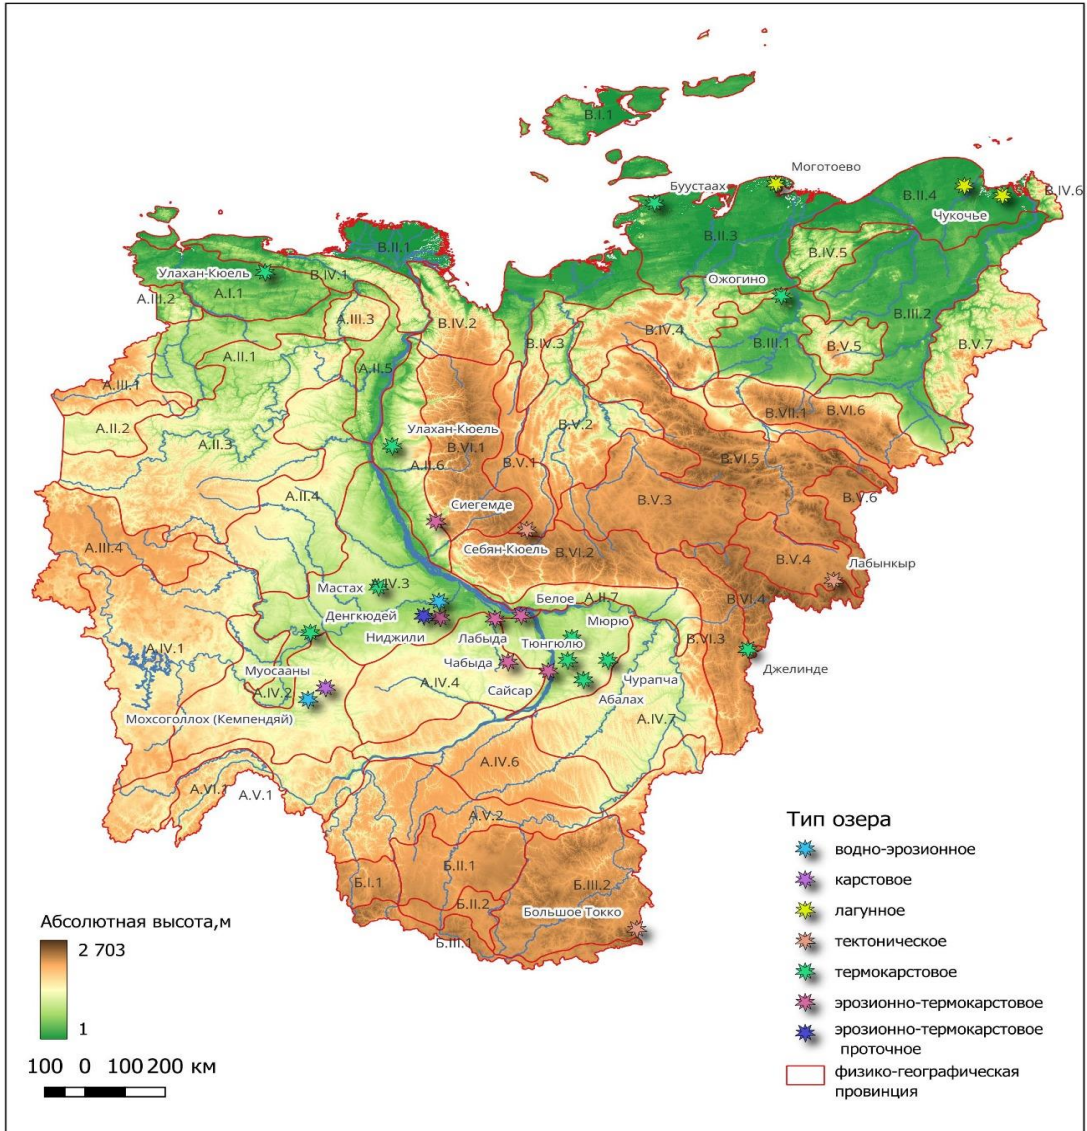 В.I.1
Моготоево
Буустаах
В.IV.6
В.II.4
Чукочье
В.II.3
В.II.1
В.IV.5
Улахан-Кюель
В.IV.1
Ожогино
А.III.2
А.I.1
А.III.3
В.IV.2
В.IV.3
В.IV.4
В.III.2
В.III.1
В.V.5
В.V.7
А.II.1
А.II.5
А.III.1
В.VII.1
В.VI.6
А.II.2
А.II.3
Улахан-Кюель
В.V.2
В.VI.1
А.II.6
В.V.1
В.VI.5
А.II.4
В.V.3
В.V.6
Сиегемде
А.III.4
Себян-Кюель
В.VI.2
В.V.4
Лабынкыр
Мастах
IV.3
Белое
А.II.7
В.VI.4
Денгкюдей
Мюрю
Ниджили
Лабыда
Тюнгюлю
В.VI.3
А.IV.1
Муосааны
Чабыда
Джелинде
А.IV.2
А.IV.4
Сайсар
Чурапча
Абалах
Мохсоголлох (Кемпендяй)
А.IV.7
А.IV.6
А.VI.1
А.V.1
А.V.2
Б.I.1
Б.II.1
Б.III.2
Б.II.2
Большое Токко
Б.III.1
Абсолютная высота,м
2 703
1
100 0 100 200 км
Тип озера
водно-эрозионное
карстовое
лагунное
тектоническое
термокарстовое
эрозионно-термокарстовое
эрозионно-термокарстовое
проточное
физико-географическая
провинция